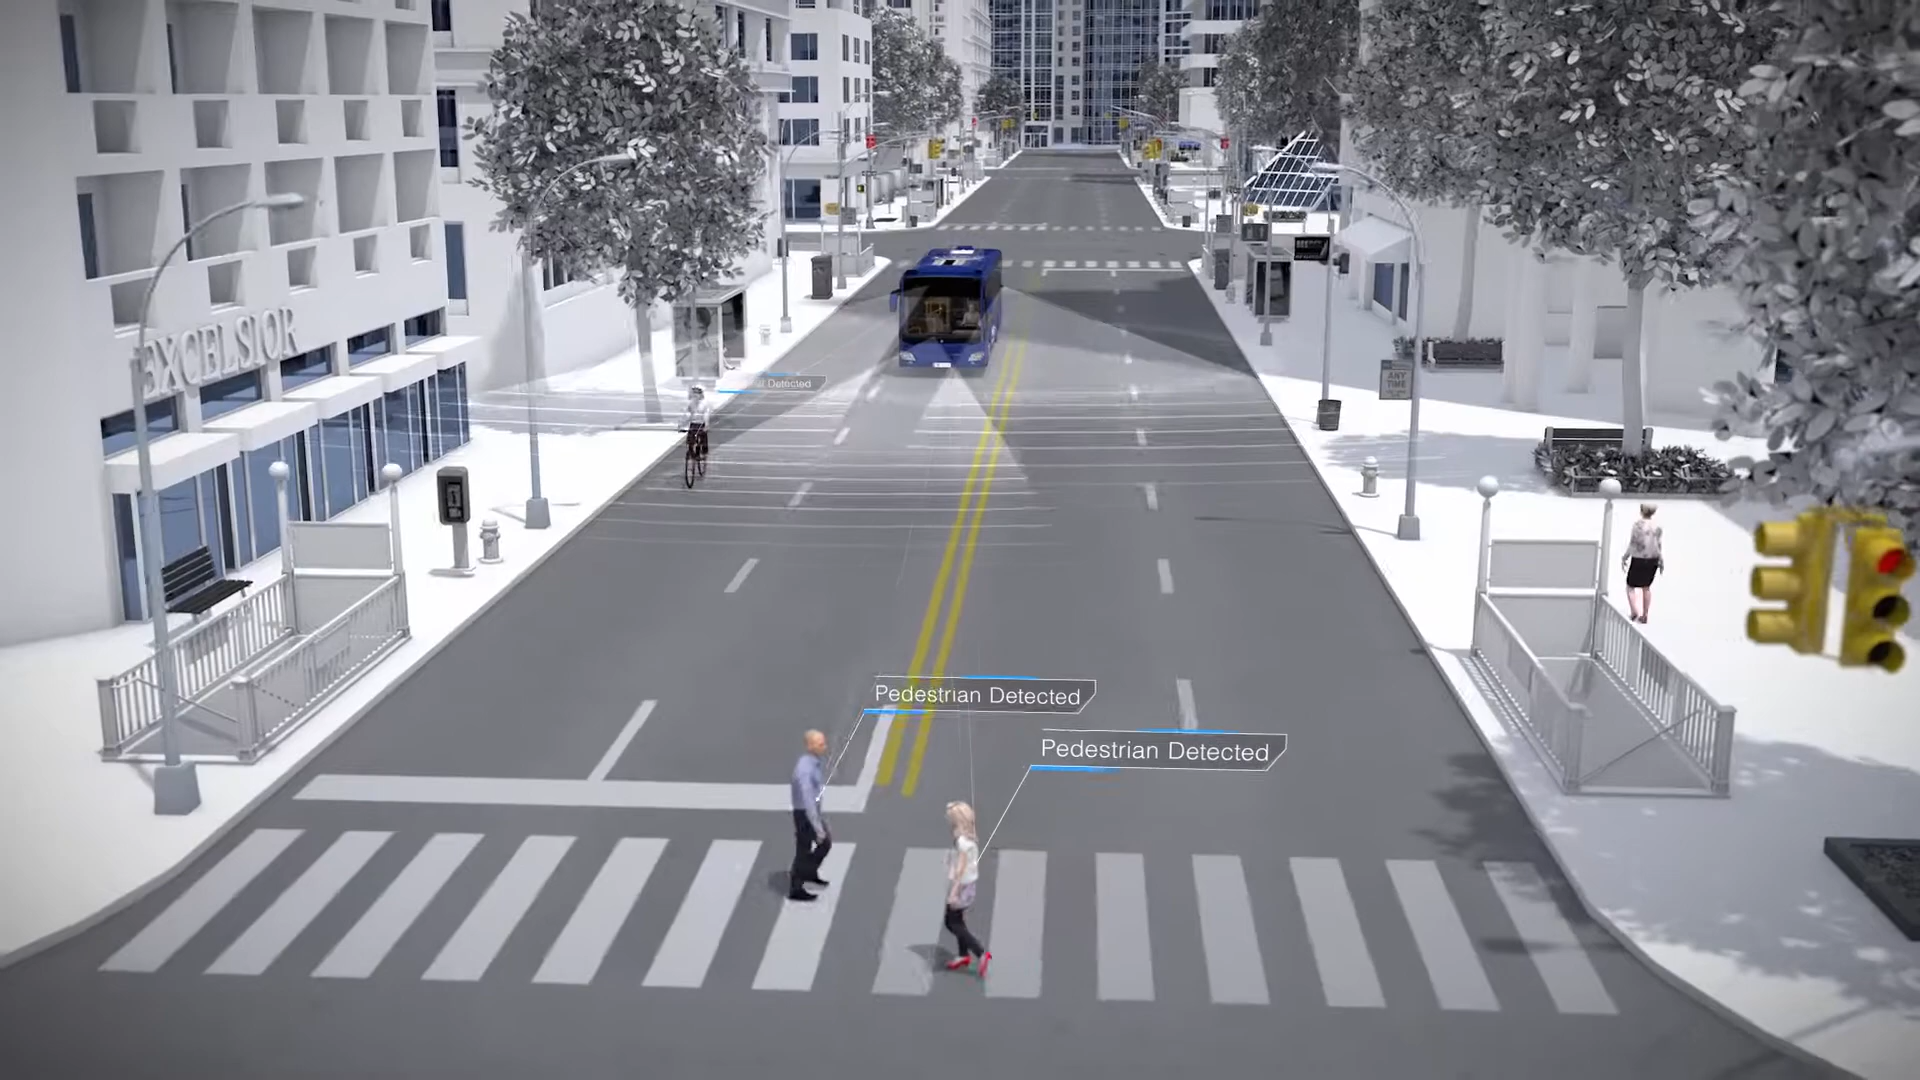 EXCELSIOR
Detected
ANY
TIME
Pedestrian Detected
Pedestrian Detected